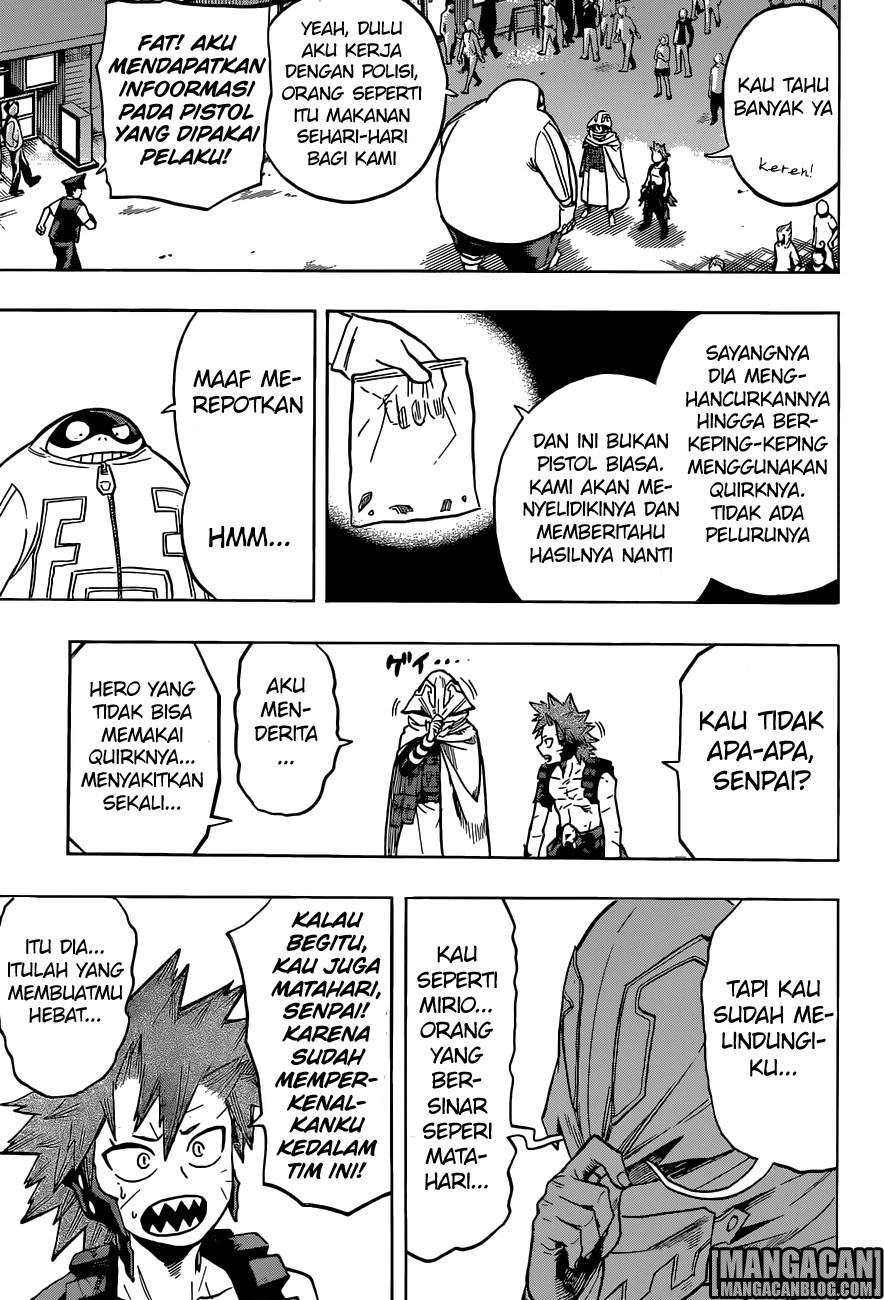 KAU TAHU
BANYAK YA
keren!
YEAH, DULU
AKU KERJA
DENGAN POLISI,
ORANG SEPERTI
ITU MAKANAN
SEHARI-HARI
BAGI KAMI
FAT! AKU
MENDAPATKAN
INFOORMASI
PADA PISTOL
YANG DIPAKAI
PELAKU!
SAYANGNYA
DIA MENG-
HANCURKANNYA
HINGGA BER-
KEPING-KEPING
MENGGUNAKAN
QUIRKNYA.
TIDAK ADA
PELURUNYA
DAN INI BUKAN
PISTOL BIASA.
KAMI AKAN ME-
NYELIDIKINYA DAN
MEMBERITAHU
HASILNYA NANTI
MAAF ME-
REPOTKAN
HMM...
KAU TIDAK
APA-APA,
SENPAI?
ゲイ...
AKU
MEN-
DERITA
...
HERO YANG
TIDAK BISA
MEMAKAI
QUIRKNYA...
MENYAKITKAN
SEKALI...
TAPI KAU
SUDAH ME-
LINDUNGI-
KU...
KAU
SEPERTI
MIRIO...
ORANG
YANG
BER-
SINAR
SEPERI
MATA-
HARI...
KALAU
BEGITU,
KAU JUGA
MATAHARI,
SENPAI!
KARENA
SUDAH
MEMPER-
KENAL-
KANKU
KEDALAM
TIM INI!
ITU DIA...
ITULAH YANG
MEMBUATMU
HEBAT...
MANGACAN
MANGACANBLOG.COM